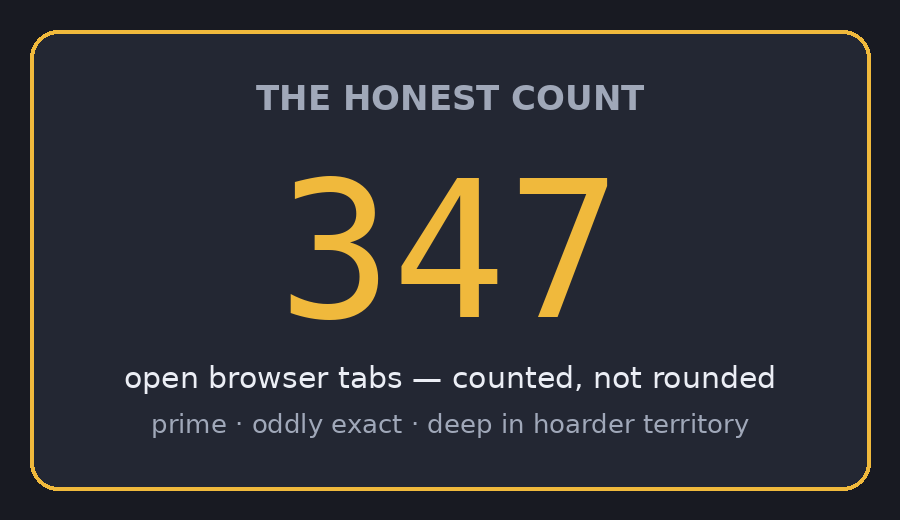 THE HONEST COUNT
347
open browser tabs — counted, not rounded
prime · oddly exact · deep in hoarder territory